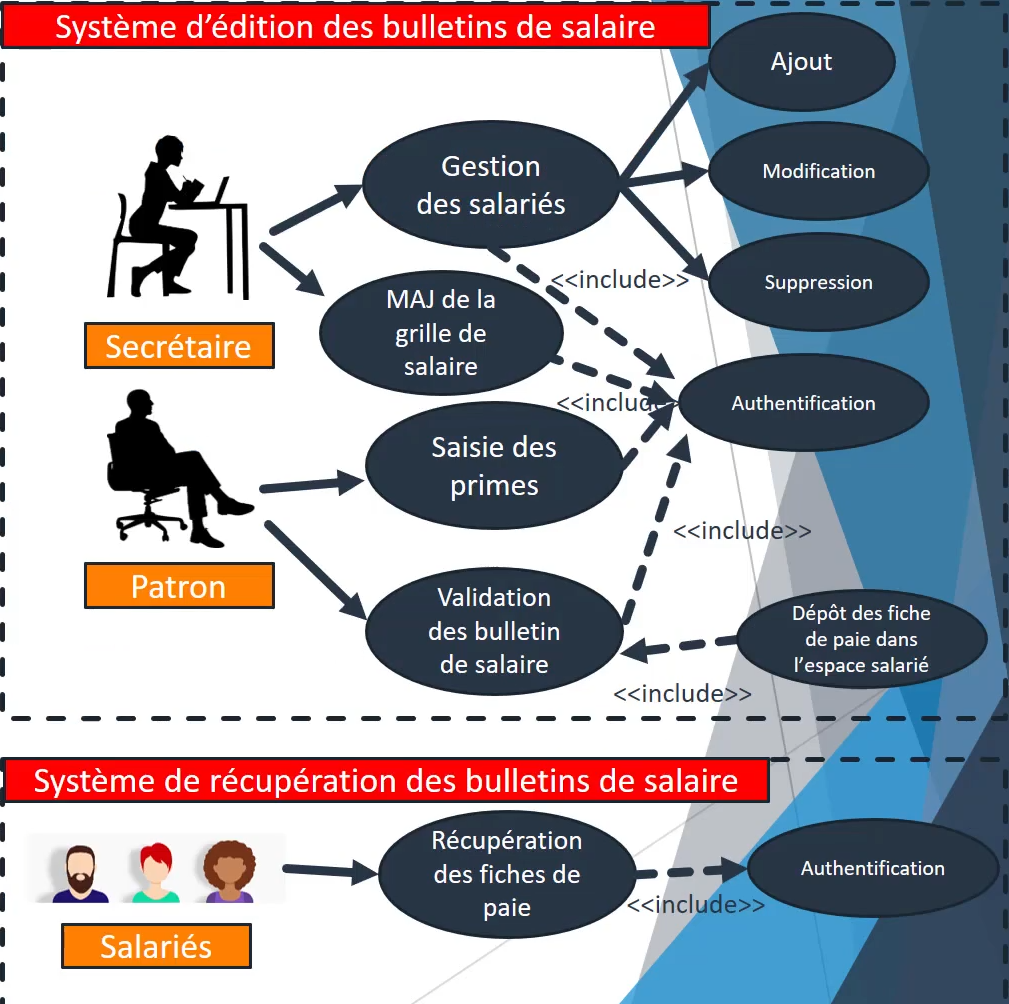 Système d’édition des bulletins de salaire
Ajout
Gestion
des salariés
Modification
<<include>>
Suppression
MAJ de la
grille de
salaire
Secrétaire
<<include>>
Authentification
Saisie des
primes
<<include>>
Patron
Validation
des bulletin
de salaire
Dépôt des fiche
de paie dans
l’espace salarié
<<include>>
Système de récupération des bulletins de salaire
Récupération
des fiches de
paie
Authentification
<<include>>
Salariés